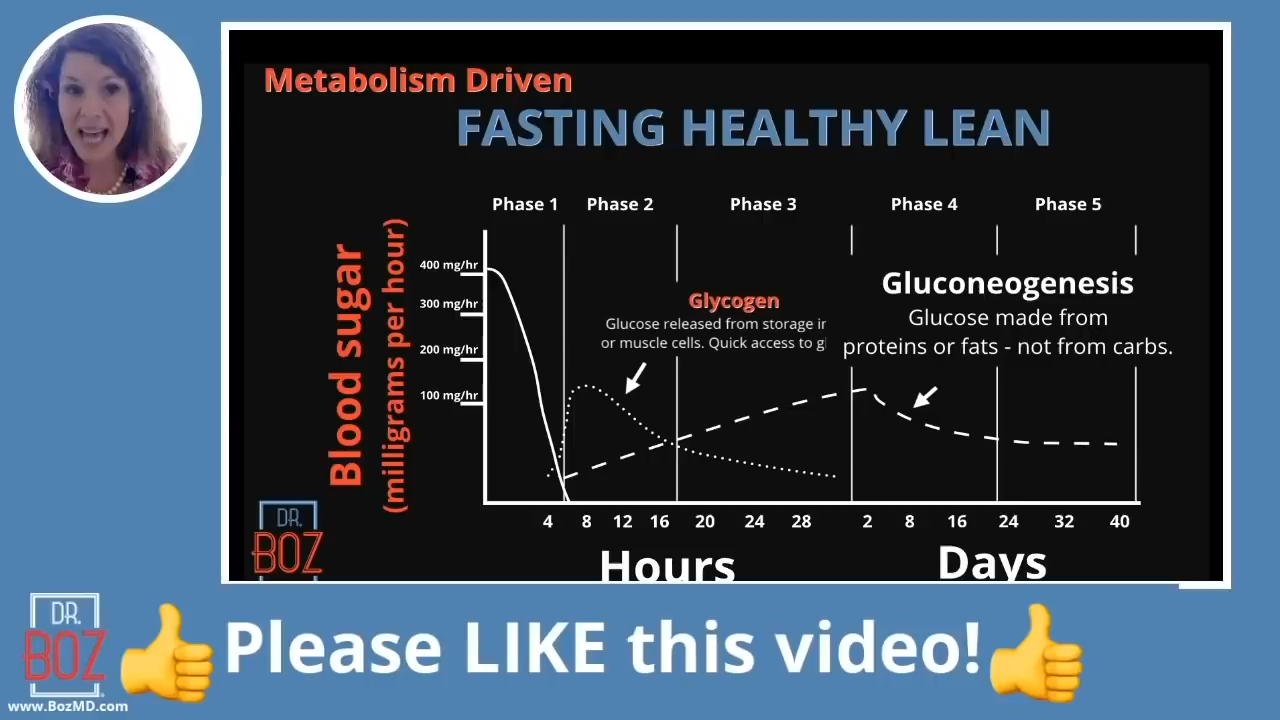 Metabolism Driven
FASTING HEALTHY LEAN
Phase 1 Phase 2 Phase 3 Phase 4 Phase 5
Blood sugar
(milligrams per hour)
400 mg/hr
300 mg/hr
200 mg/hr
100 mg/hr
Glycogen
Glucose released from storage in
or muscle cells. Quick access to gl
Gluconeogenesis
Glucose made from
proteins or fats - not from carbs.
4 8 12 16 20 24 28 2 8 16 24 32 40
Hours Days
DR.
BOZ
DR.
BOZ
Please LIKE this video!
www.BozMD.com